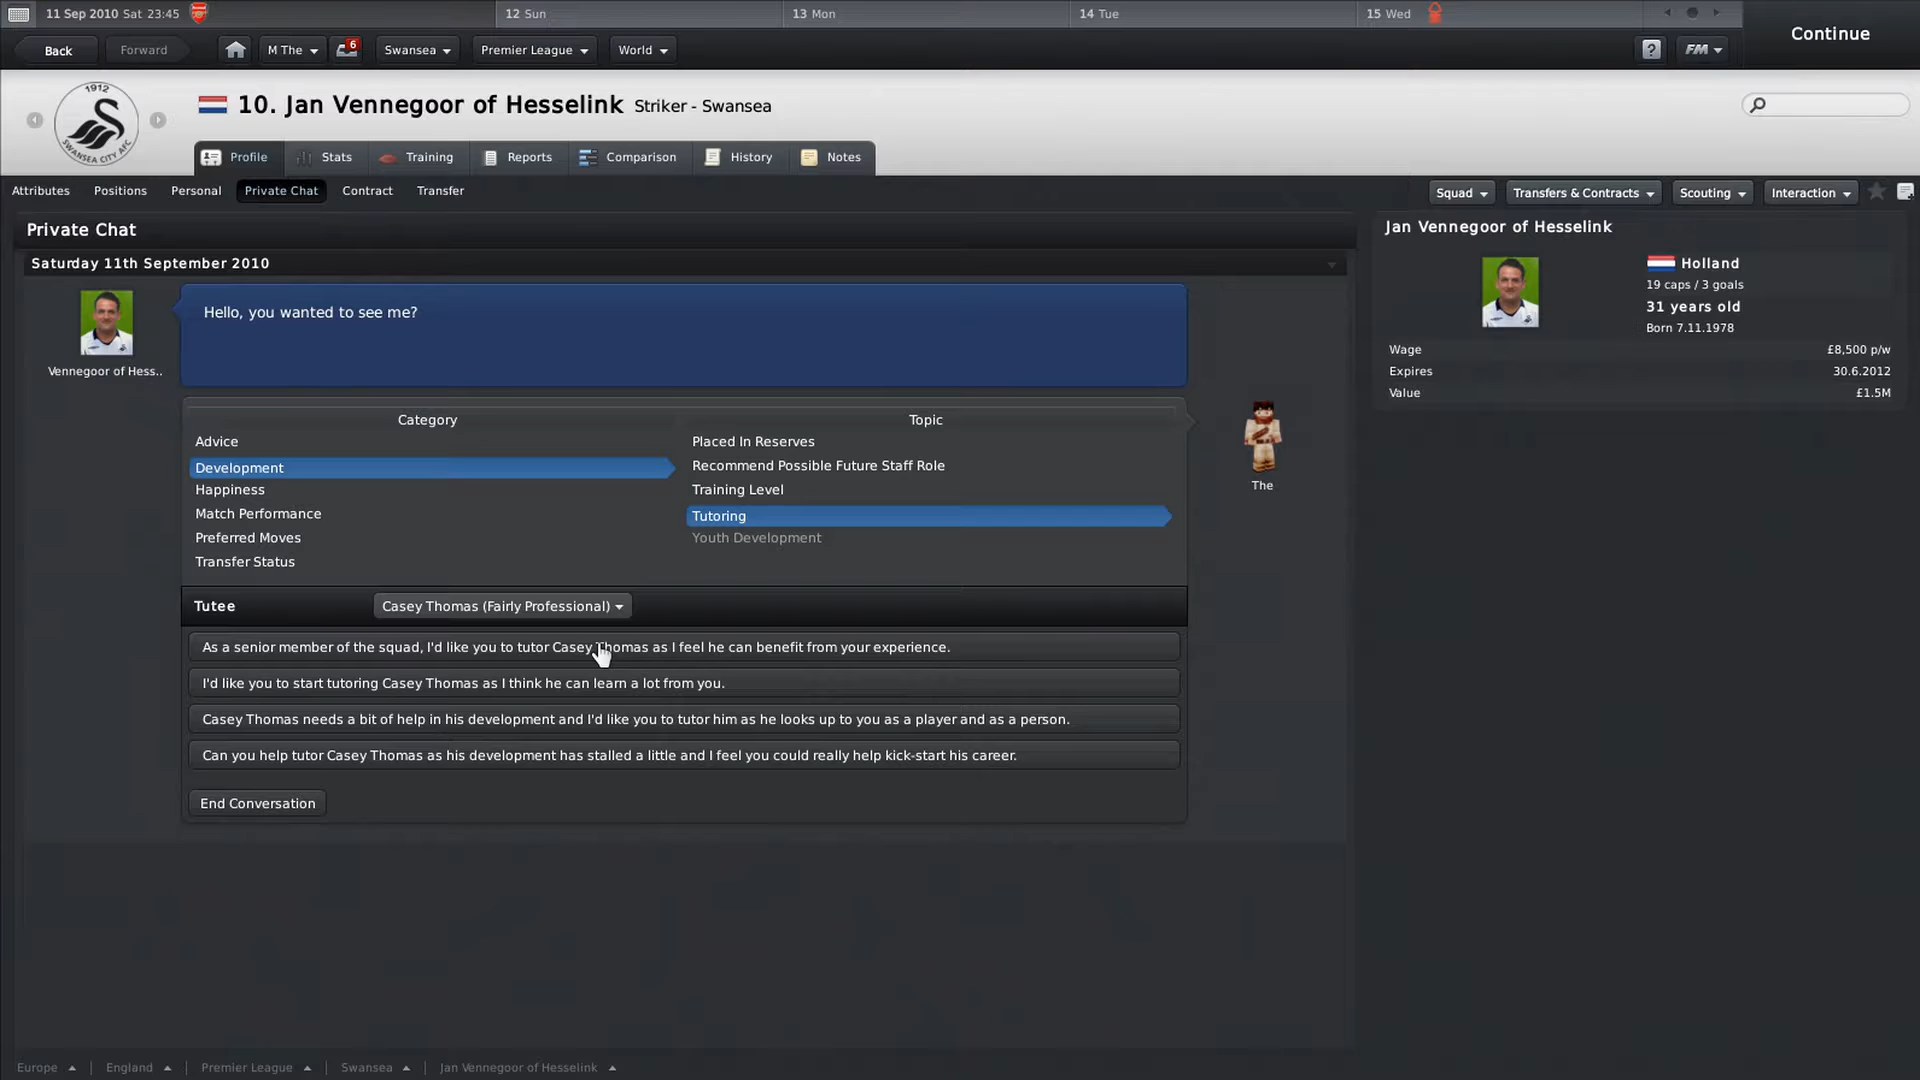 11 Sep 2010 Sat 23:45
12 Sun
13 Mon
14 Tue
15 Wed
Continue
Back
Forward
M The
6
Swansea
Premier League
World
?
FM
1912
SWANSEA CITY AFC
10. Jan Vennegoor of Hesselink Striker - Swansea
Profile
Stats
Training
Reports
Comparison
History
Notes
Attributes
Positions
Personal
Private Chat
Contract
Transfer
Squad
Transfers & Contracts
Scouting
Interaction
Private Chat
Saturday 11th September 2010
Hello, you wanted to see me?
Vennegoor of Hess..
Category
Topic
Advice
Development
Happiness
Match Performance
Preferred Moves
Transfer Status
Placed In Reserves
Recommend Possible Future Staff Role
Training Level
Tutoring
Youth Development
The
Tutee
Casey Thomas (Fairly Professional)
As a senior member of the squad, I'd like you to tutor Casey Thomas as I feel he can benefit from your experience.
I'd like you to start tutoring Casey Thomas as I think he can learn a lot from you.
Casey Thomas needs a bit of help in his development and I'd like you to tutor him as he looks up to you as a player and as a person.
Can you help tutor Casey Thomas as his development has stalled a little and I feel you could really help kick-start his career.
End Conversation
Jan Vennegoor of Hesselink
Holland
19 caps / 3 goals
31 years old
Born 7.11.1978
Wage £8,500 p/w
Expires 30.6.2012
Value £1.5M
Europe
England
Premier League
Swansea
Jan Vennegoor of Hesselink